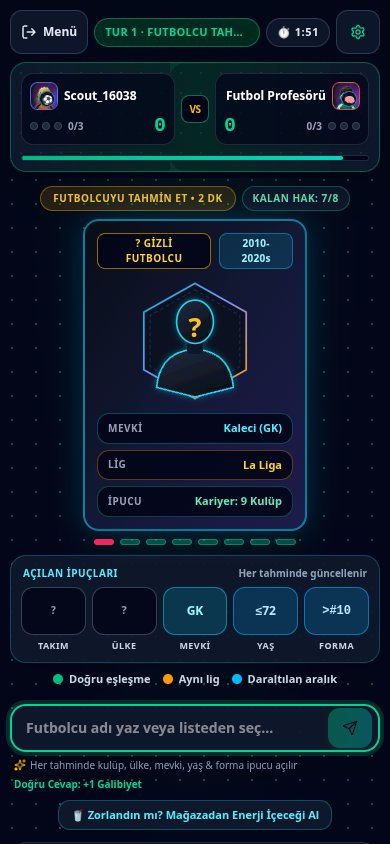 Menü
TUR 1 · FUTBOLCU TAH...
1:51
Scout_16038
0/3
0
VS
Futbol Profesörü
0
0/3
FUTBOLCUYU TAHMİN ET • 2 DK
KALAN HAK: 7/8
? GİZLİ
FUTBOLCU
2010-
2020s
?
MEVKİ
Kaleci (GK)
LİG
La Liga
İPUCU
Kariyer: 9 Kulüp
AÇILAN İPUÇLARI
Her tahminde güncellenir
?
?
GK
≤72
>#10
TAKIM
ÜLKE
MEVKİ
YAŞ
FORMA
Doğru eşleşme
Aynı lig
Daraltılan aralık
Futbolcu adı yaz veya listeden seç...
Her tahminde kulüp, ülke, mevki, yaş & forma ipucu açılır
Doğru Cevap: +1 Galibiyet
Zorlandın mı? Mağazadan Enerji İçeceği Al